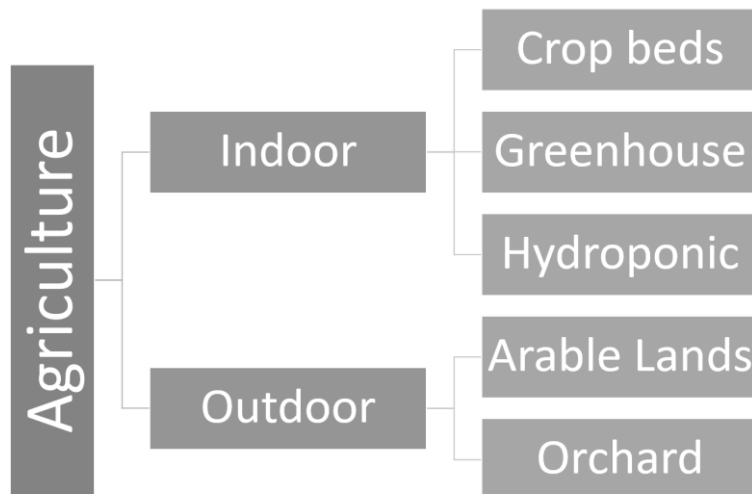 Agriculture
Indoor
Crop beds
Greenhouse
Hydroponic
Outdoor
Arable Lands
Orchard